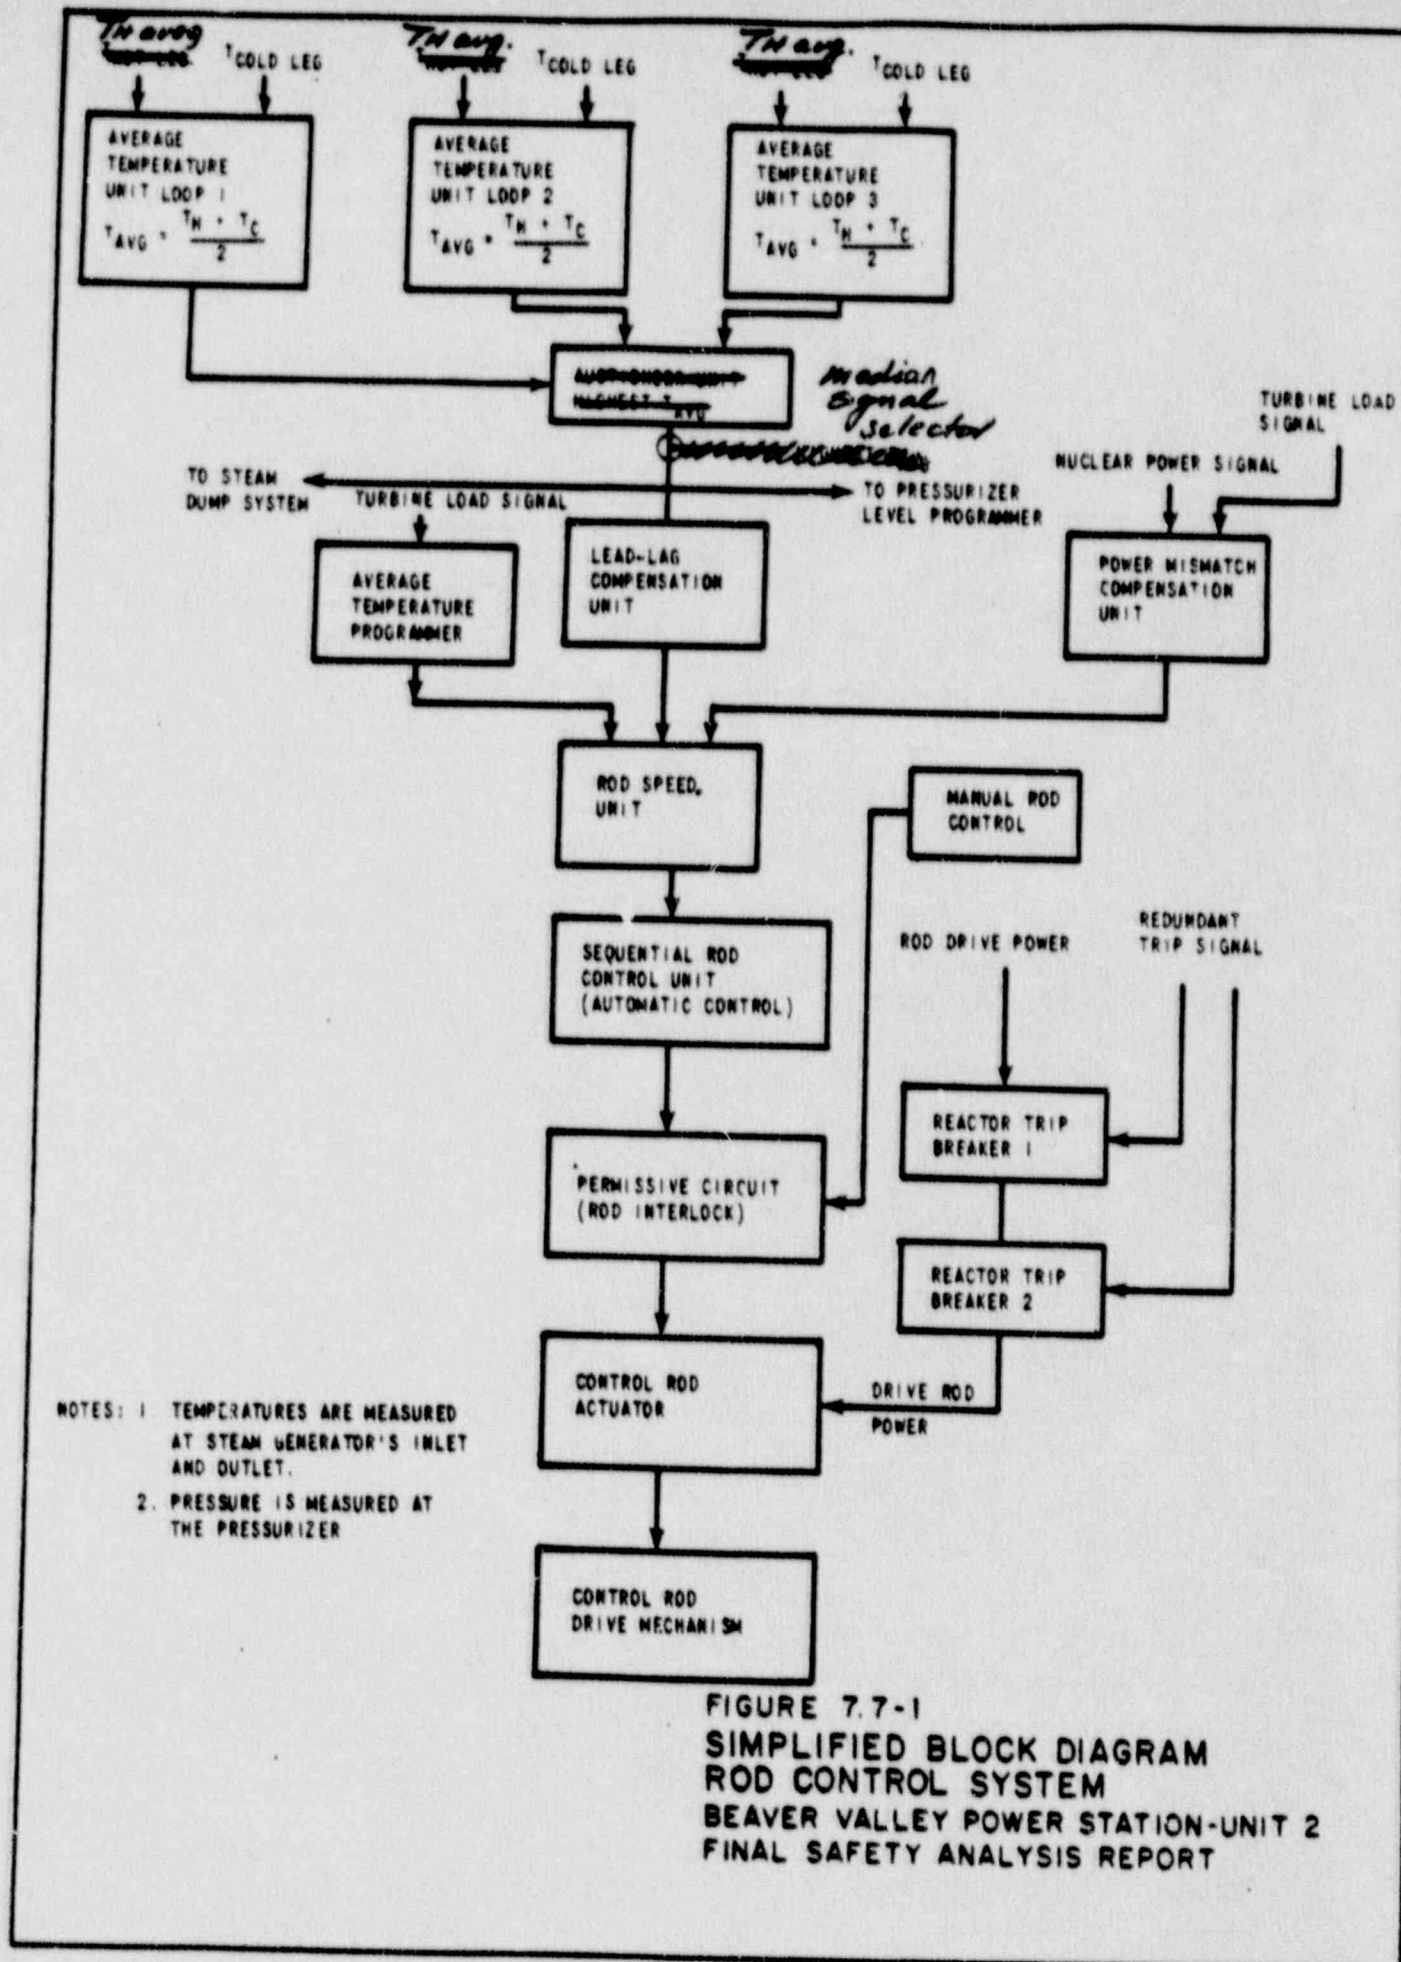 TH avg
TCOLD LEG
TH avg.
TCOLD LEG
TH avg.
TCOLD LEG
AVERAGE
TEMPERATURE
UNIT LOOP 1
TAVG = TH + TC
2
AVERAGE
TEMPERATURE
UNIT LOOP 2
TAVG = TH + TC
2
AVERAGE
TEMPERATURE
UNIT LOOP 3
TAVG = TH + TC
2
AUCTIONEER UNIT
HIGHEST TAVG
median
signal
selector
TURBINE LOAD
SIGNAL
NUCLEAR POWER SIGNAL
TO STEAM
DUMP SYSTEM
TURBINE LOAD SIGNAL
TO PRESSURIZER
LEVEL PROGRAMMER
AVERAGE
TEMPERATURE
PROGRAMMER
LEAD-LAG
COMPENSATION
UNIT
POWER MISMATCH
COMPENSATION
UNIT
ROD SPEED.
UNIT
MANUAL ROD
CONTROL
SEQUENTIAL ROD
CONTROL UNIT
(AUTOMATIC CONTROL)
ROD DRIVE POWER
REDUNDANT
TRIP SIGNAL
REACTOR TRIP
BREAKER 1
PERMISSIVE CIRCUIT
(ROD INTERLOCK)
REACTOR TRIP
BREAKER 2
CONTROL ROD
ACTUATOR
DRIVE ROD
POWER
NOTES: 1 TEMPERATURES ARE MEASURED
AT STEAM GENERATOR'S INLET
AND OUTLET.
2. PRESSURE IS MEASURED AT
THE PRESSURIZER
CONTROL ROD
DRIVE MECHANISM
FIGURE 7.7-1
SIMPLIFIED BLOCK DIAGRAM
ROD CONTROL SYSTEM
BEAVER VALLEY POWER STATION-UNIT 2
FINAL SAFETY ANALYSIS REPORT